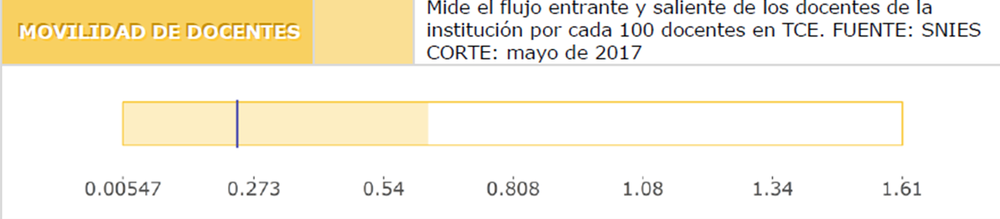 MOVILIDAD DE DOCENTES
Mide el flujo entrante y saliente de los docentes de la
institución por cada 100 docentes en TCE. FUENTE: SNIES
CORTE: mayo de 2017
0.00547 0.273 0.54 0.808 1.08 1.34 1.61